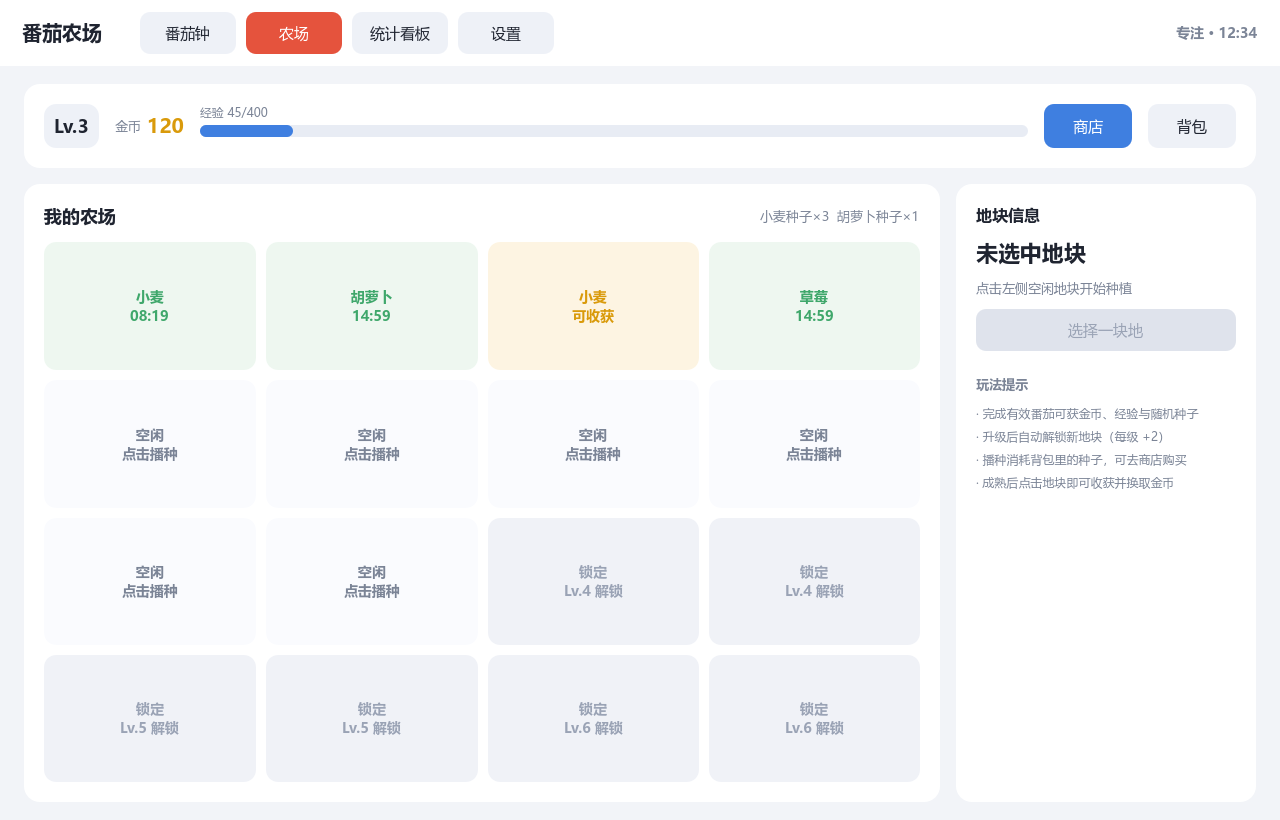 番茄农场
番茄钟
农场
统计看板
设置
专注 • 12:34
Lv.3
金币 120
经验 45/400
商店
背包
我的农场
小麦种子×3 胡萝卜种子×1
小麦
08:19
胡萝卜
14:59
小麦
可收获
草莓
14:59
空闲
点击播种
空闲
点击播种
空闲
点击播种
空闲
点击播种
空闲
点击播种
空闲
点击播种
锁定
Lv.4 解锁
锁定
Lv.4 解锁
锁定
Lv.5 解锁
锁定
Lv.5 解锁
锁定
Lv.6 解锁
锁定
Lv.6 解锁
地块信息
未选中地块
点击左侧空闲地块开始种植
选择一块地
玩法提示
· 完成有效番茄可获金币、经验与随机种子
· 升级后自动解锁新地块（每级 +2）
· 播种消耗背包里的种子，可去商店购买
· 成熟后点击地块即可收获并换取金币